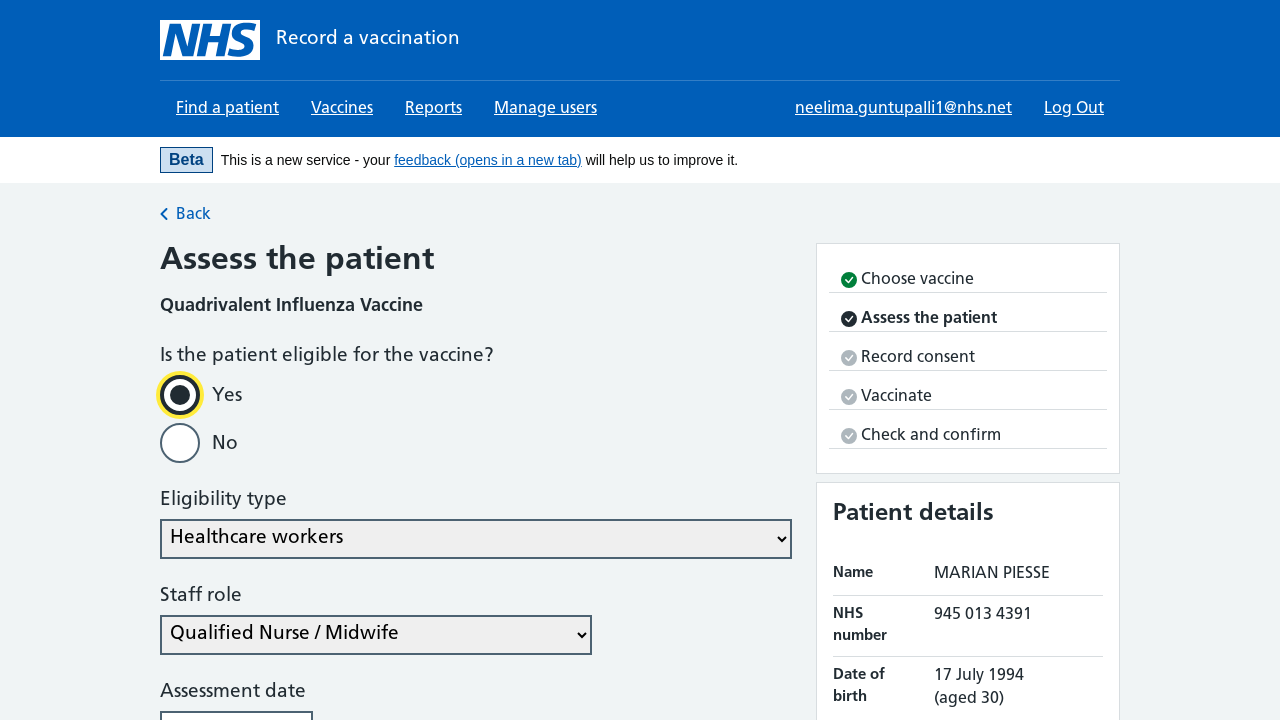 NHS Record a vaccination
Find a patient Vaccines Reports Manage users neelima.guntupalli1@nhs.net Log Out
Beta This is a new service - your feedback (opens in a new tab) will help us to improve it.
Back
Assess the patient
Quadrivalent Influenza Vaccine
Is the patient eligible for the vaccine?
Yes
No
Eligibility type
Healthcare workers
Staff role
Qualified Nurse / Midwife
Assessment date
Choose vaccine
Assess the patient
Record consent
Vaccinate
Check and confirm
Patient details
Name MARIAN PIESSE
NHS number 945 013 4391
Date of birth 17 July 1994
(aged 30)